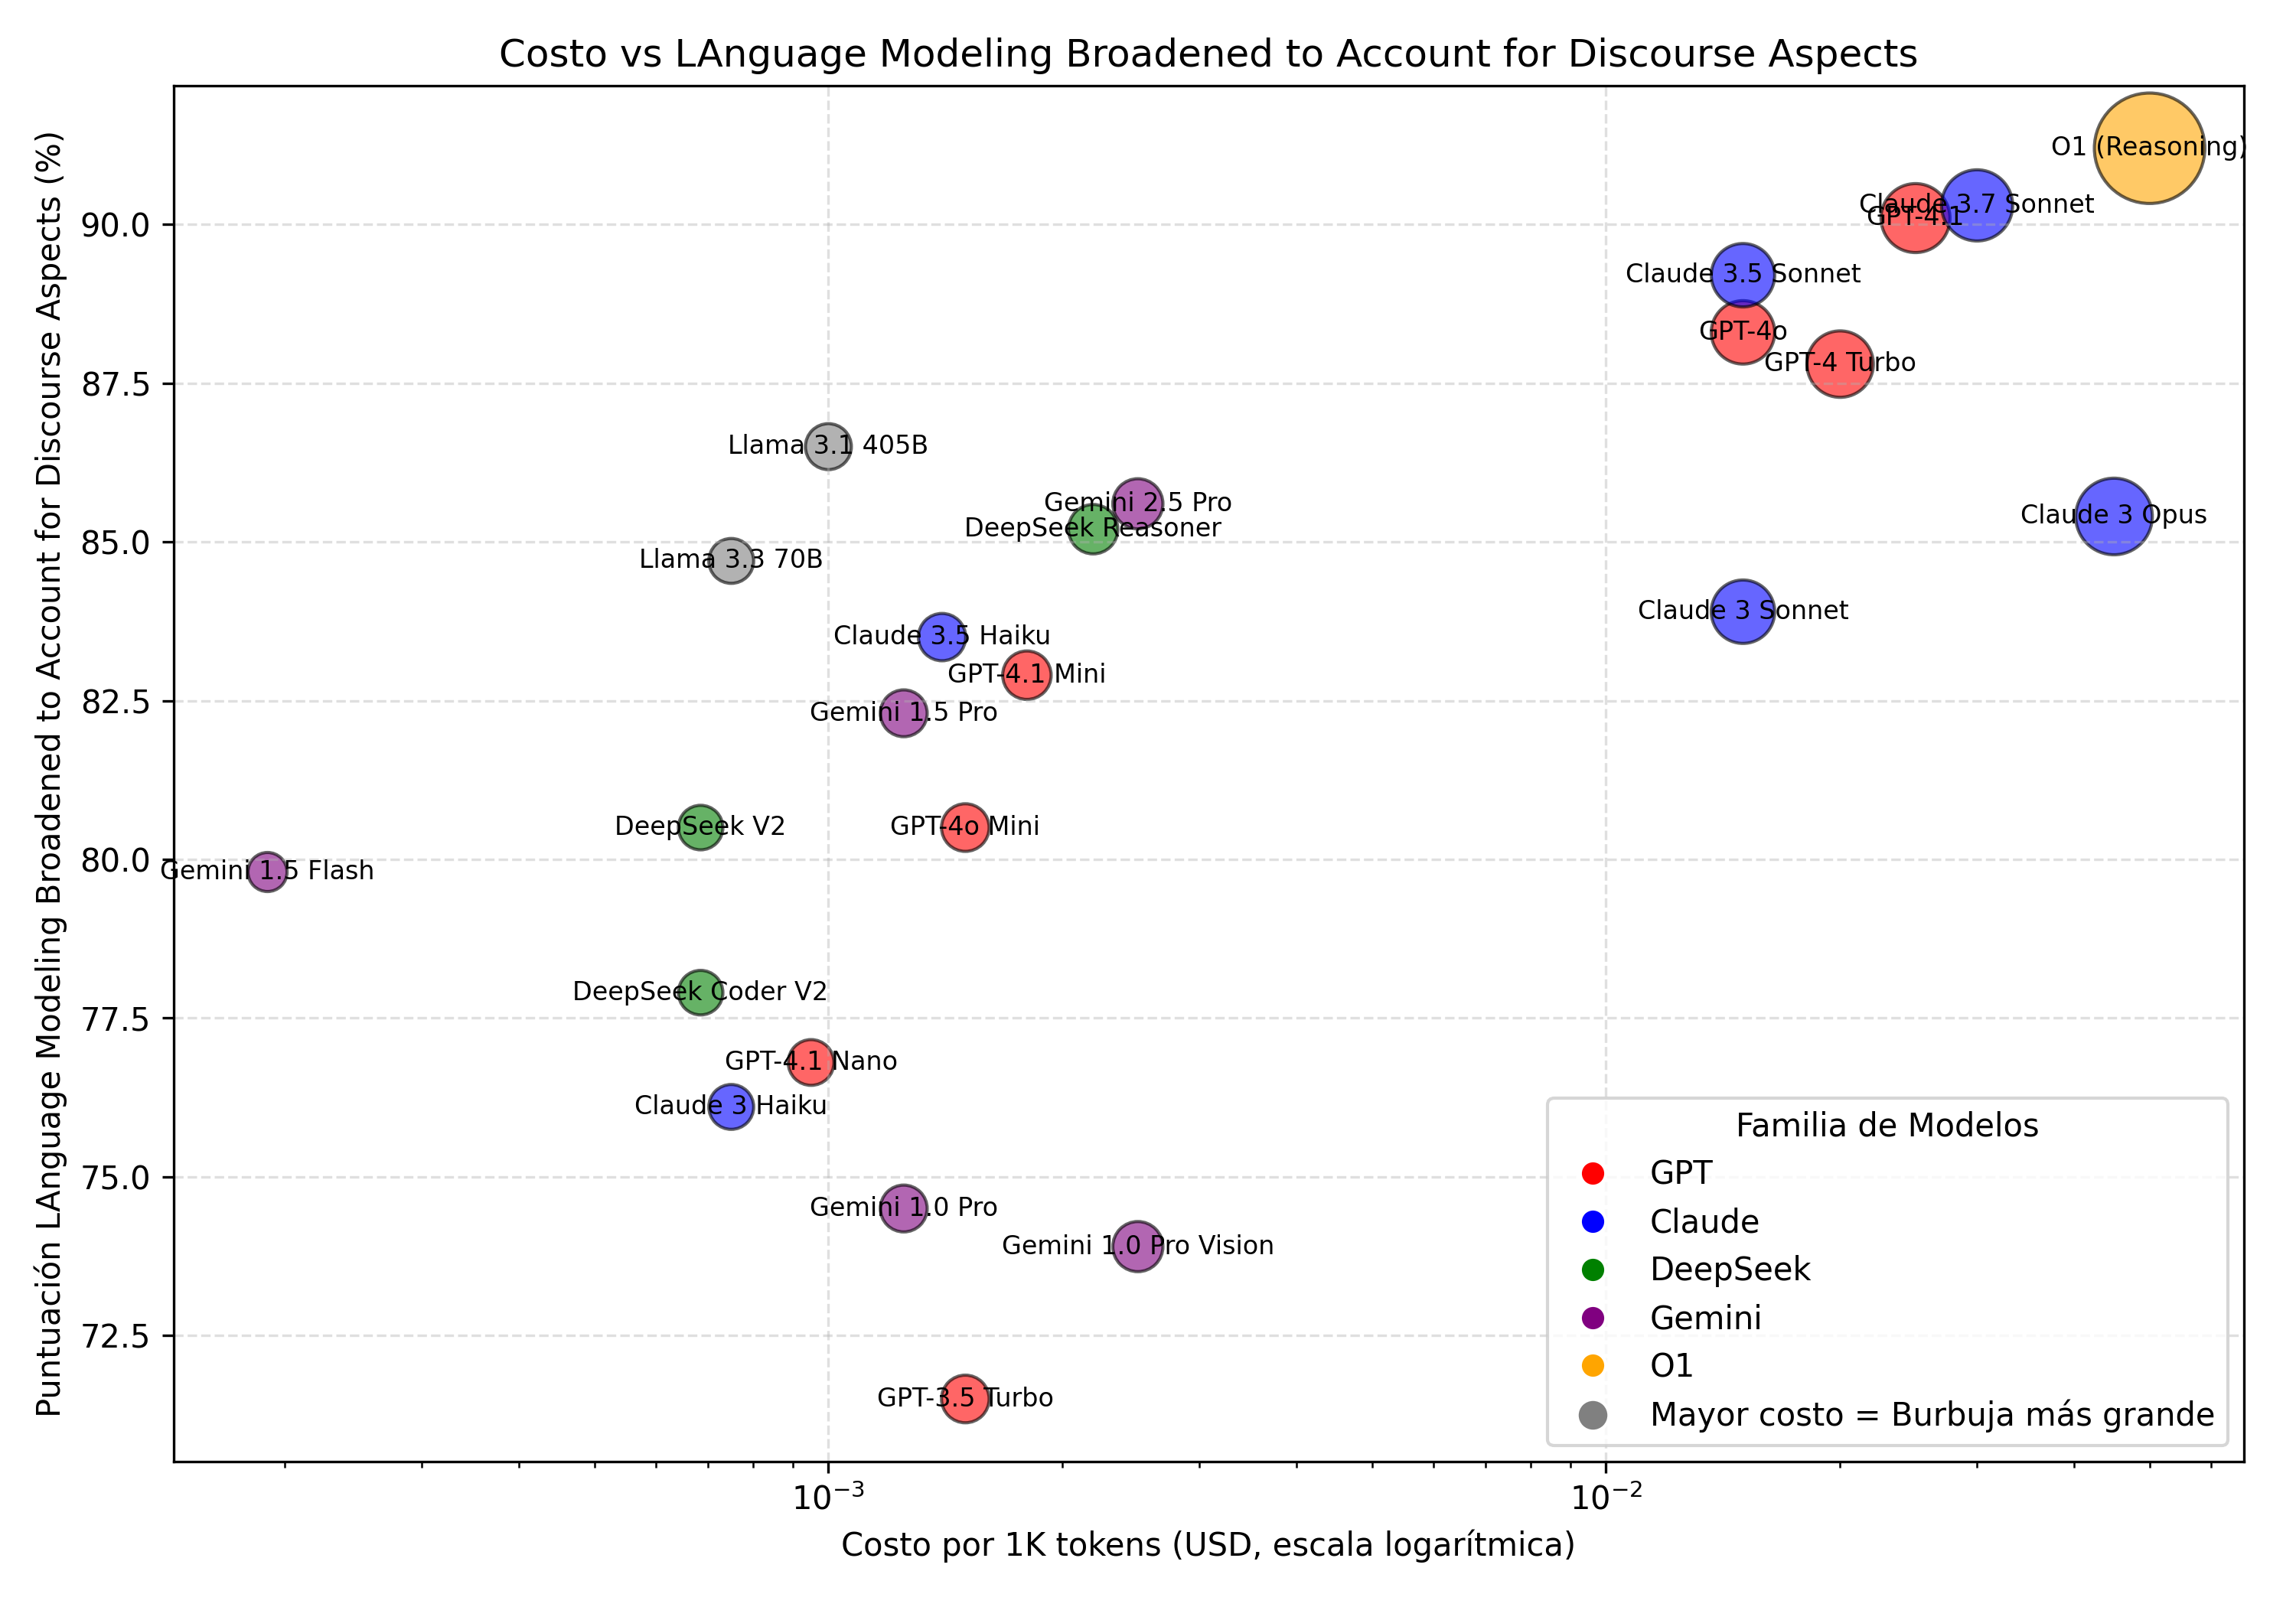 Costo vs LAnguage Modeling Broadened to Account for Discourse Aspects
Puntuación LAnguage Modeling Broadened to Account for Discourse Aspects (%)
90.0
87.5
85.0
82.5
80.0
77.5
75.0
72.5
O1 (Reasoning)
Claude 3.7 Sonnet
GPT-4.1
Claude 3.5 Sonnet
GPT-4o
GPT-4 Turbo
Llama 3.1 405B
Gemini 2.5 Pro
DeepSeek Reasoner
Claude 3 Opus
Llama 3.3 70B
Claude 3 Sonnet
Claude 3.5 Haiku
GPT-4.1 Mini
Gemini 1.5 Pro
DeepSeek V2
GPT-4o Mini
Gemini 1.5 Flash
DeepSeek Coder V2
GPT-4.1 Nano
Claude 3 Haiku
Gemini 1.0 Pro
Gemini 1.0 Pro Vision
GPT-3.5 Turbo
Familia de Modelos
GPT
Claude
DeepSeek
Gemini
O1
Mayor costo = Burbuja más grande
10⁻³
10⁻²
Costo por 1K tokens (USD, escala logarítmica)